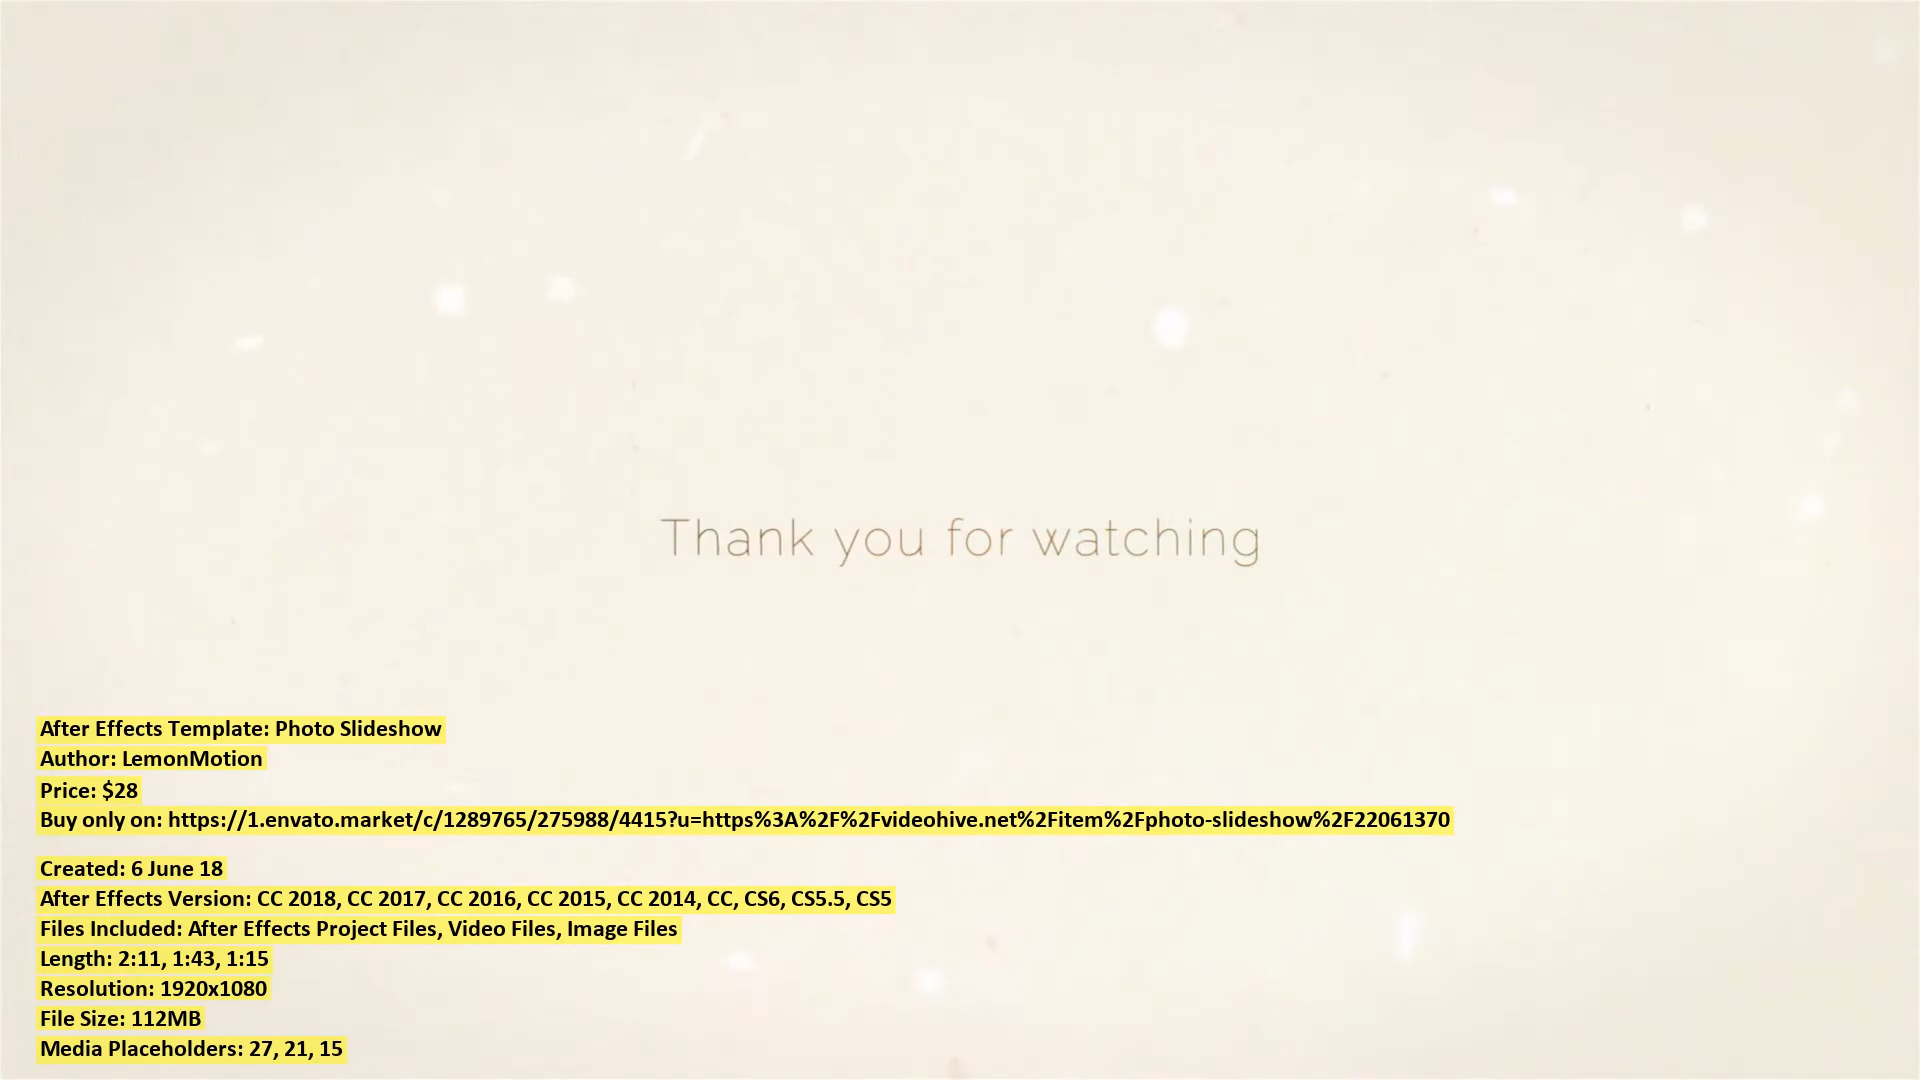 Thank you for watching
After Effects Template: Photo Slideshow
Author: LemonMotion
Price: $28
Buy only on: https://1.envato.market/c/1289765/275988/4415?u=https%3A%2F%2Fvideohive.net%2Fitem%2Fphoto-slideshow%2F22061370
Created: 6 June 18
After Effects Version: CC 2018, CC 2017, CC 2016, CC 2015, CC 2014, CC, CS6, CS5.5, CS5
Files Included: After Effects Project Files, Video Files, Image Files
Length: 2:11, 1:43, 1:15
Resolution: 1920x1080
File Size: 112MB
Media Placeholders: 27, 21, 15